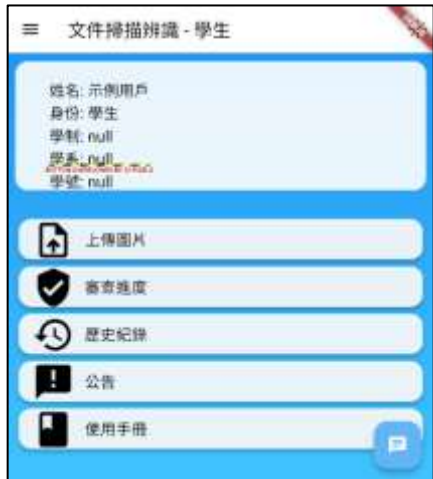 文件掃描辨識 - 學生
姓名: 示例用戶
身份: 學生
學制: null
學系: null
學號: null
上傳圖片
審查進度
歷史紀錄
公告
使用手冊